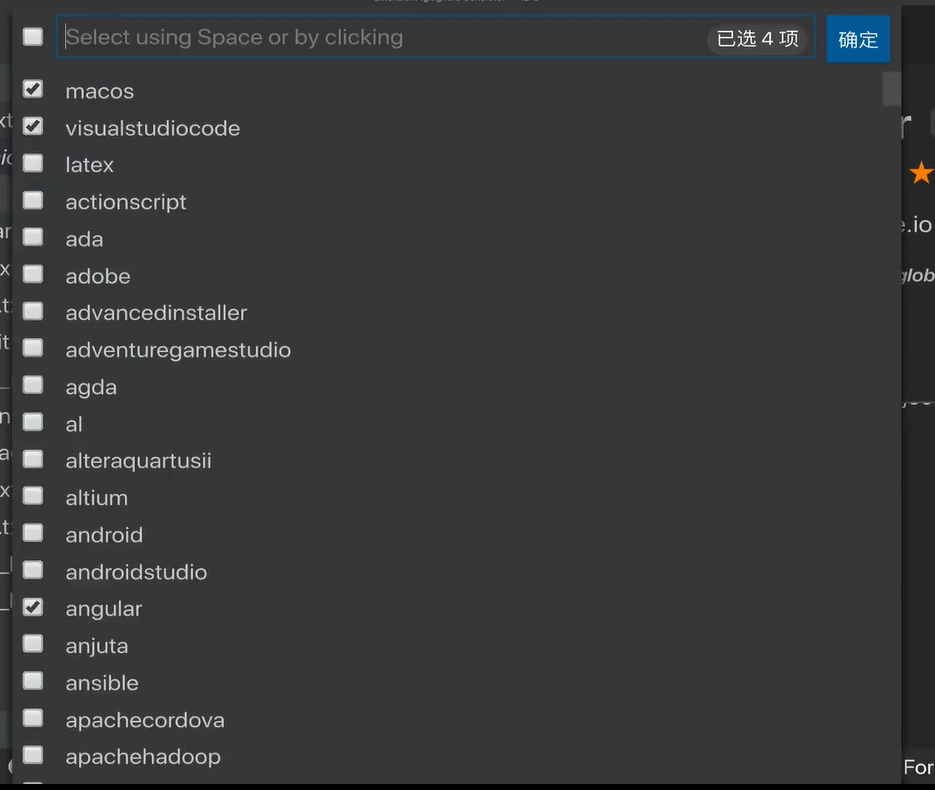 Select using Space or by clicking
已选 4 项
确定
macos
visualstudiocode
latex
actionscript
ada
adobe
advancedinstaller
adventuregamestudio
agda
al
alteraquartusii
altium
android
androidstudio
angular
anjuta
ansible
apachecordova
apachehadoop
.io
glob
For